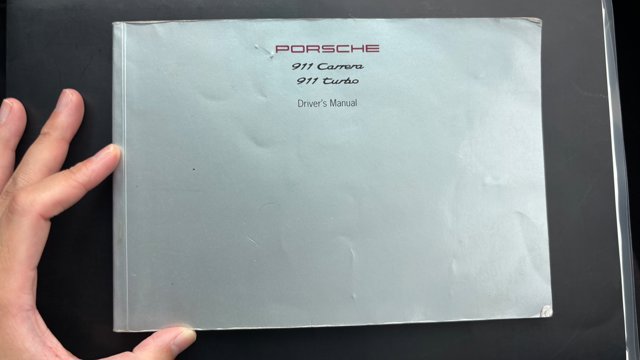 PORSCHE
911 Carrera
911 turbo
Driver's Manual